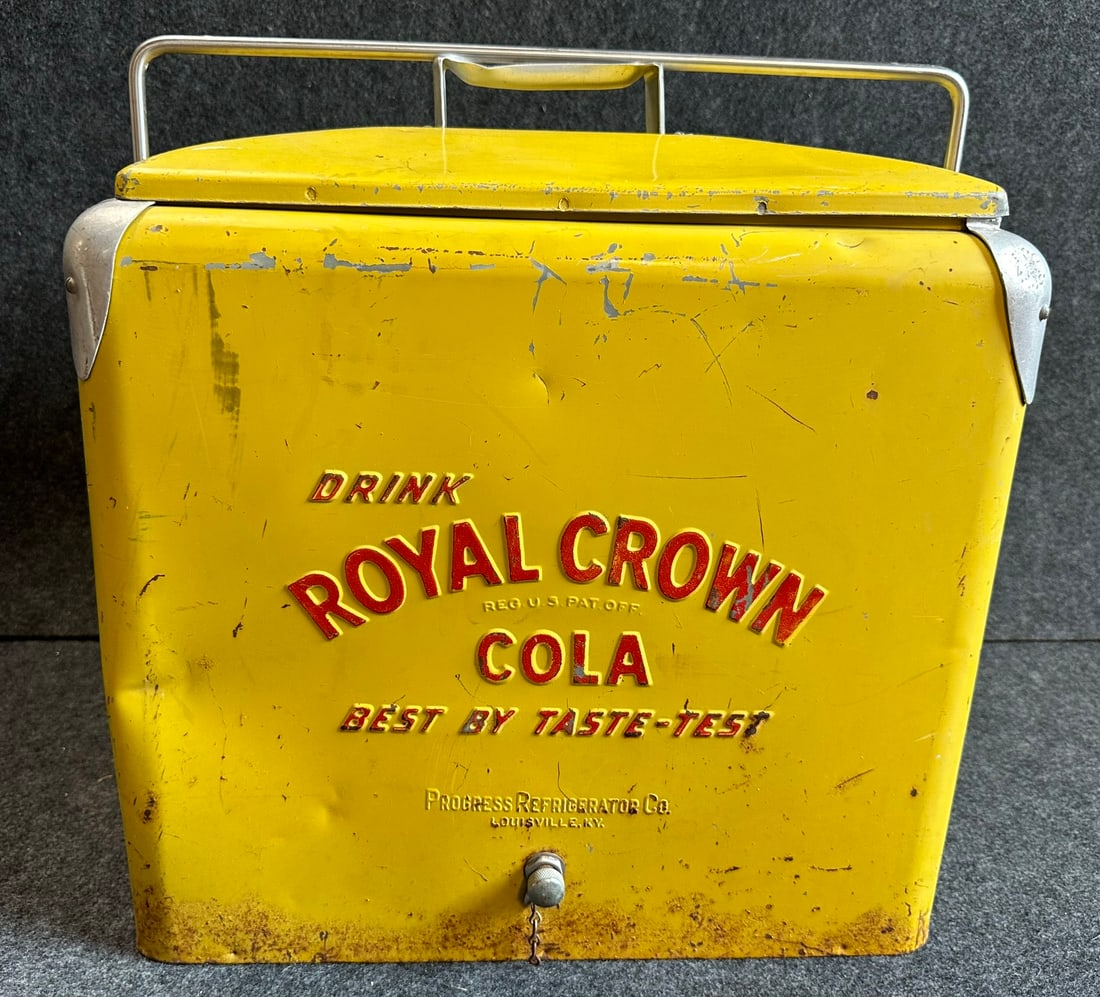 DRINK
ROYAL CROWN
REG U.S. PAT. OFF.
COLA
BEST BY TASTE-TEST
PROGRESS REFRIGERATOR CO.
LOUISVILLE, KY.